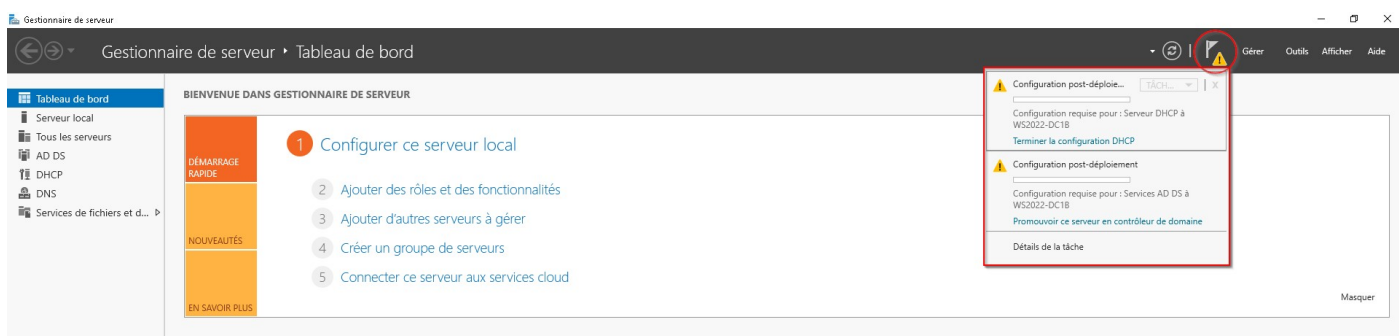 Gestionnaire de serveur
Gestionnaire de serveur • Tableau de bord
Gérer Outils Afficher Aide
Tableau de bord
Serveur local
Tous les serveurs
AD DS
DHCP
DNS
Services de fichiers et d...
BIENVENUE DANS GESTIONNAIRE DE SERVEUR
DÉMARRAGE
RAPIDE
NOUVEAUTÉS
EN SAVOIR PLUS
1 Configurer ce serveur local
2 Ajouter des rôles et des fonctionnalités
3 Ajouter d'autres serveurs à gérer
4 Créer un groupe de serveurs
5 Connecter ce serveur aux services cloud
Configuration post-déploie... TÂCH... X
Configuration requise pour : Serveur DHCP à
WS2022-DC18
Terminer la configuration DHCP
Configuration post-déploiement
Configuration requise pour : Services AD DS à
WS2022-DC18
Promouvoir ce serveur en contrôleur de domaine
Détails de la tâche
Masquer